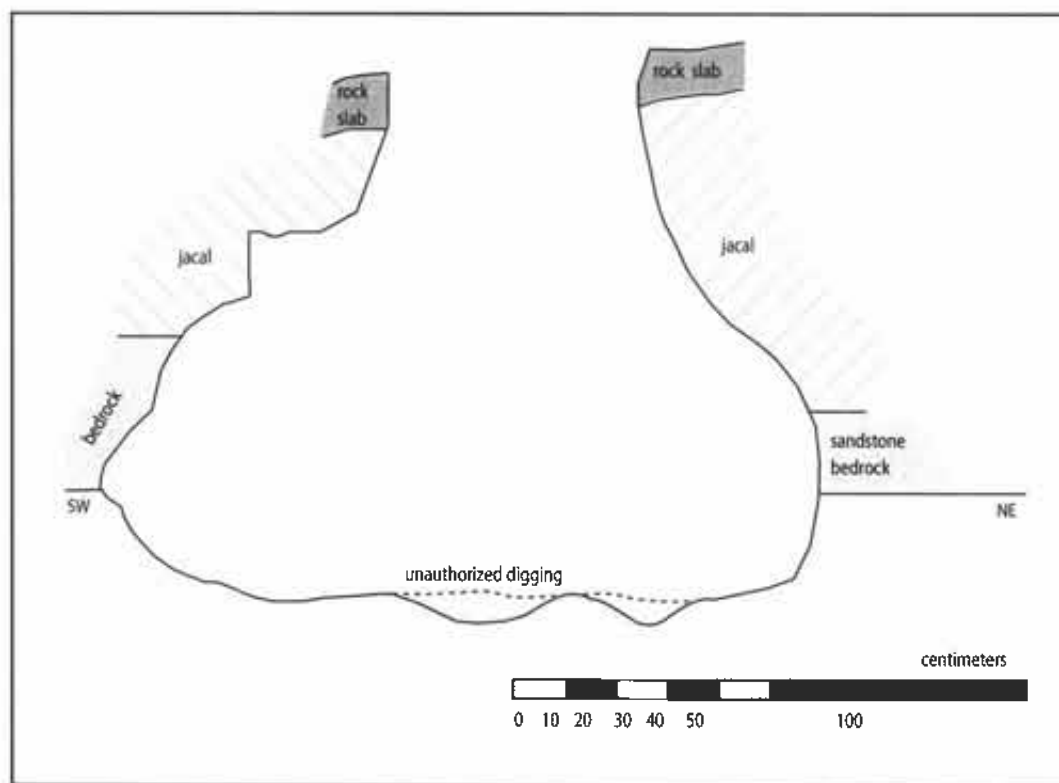 rock slab
rock
slab
jacal
jacal
bedrock
sandstone
bedrock
SW
NE
unauthorized digging
centimeters
0 10 20 30 40 50 100